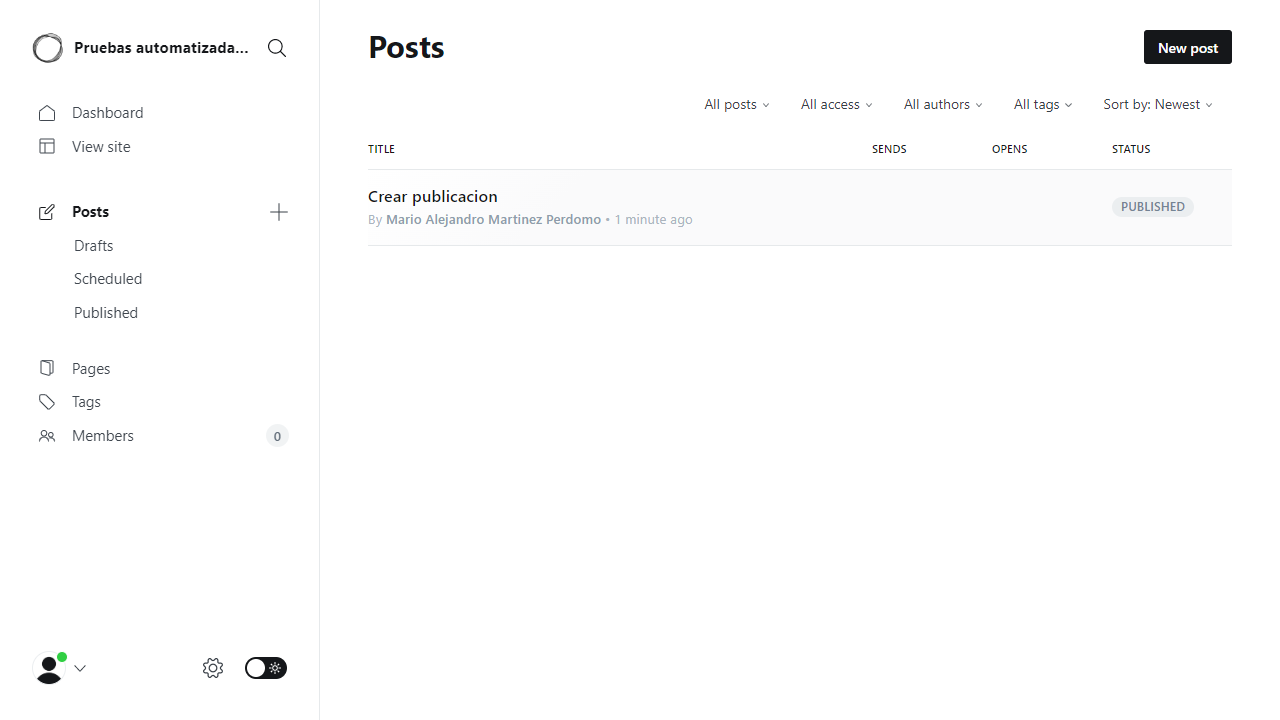 Pruebas automatizada...
Dashboard
View site
Posts
Drafts
Scheduled
Published
Pages
Tags
Members
0
Posts
New post
All posts
All access
All authors
All tags
Sort by: Newest
TITLE
SENDS
OPENS
STATUS
Crear publicacion
By Mario Alejandro Martinez Perdomo • 1 minute ago
PUBLISHED